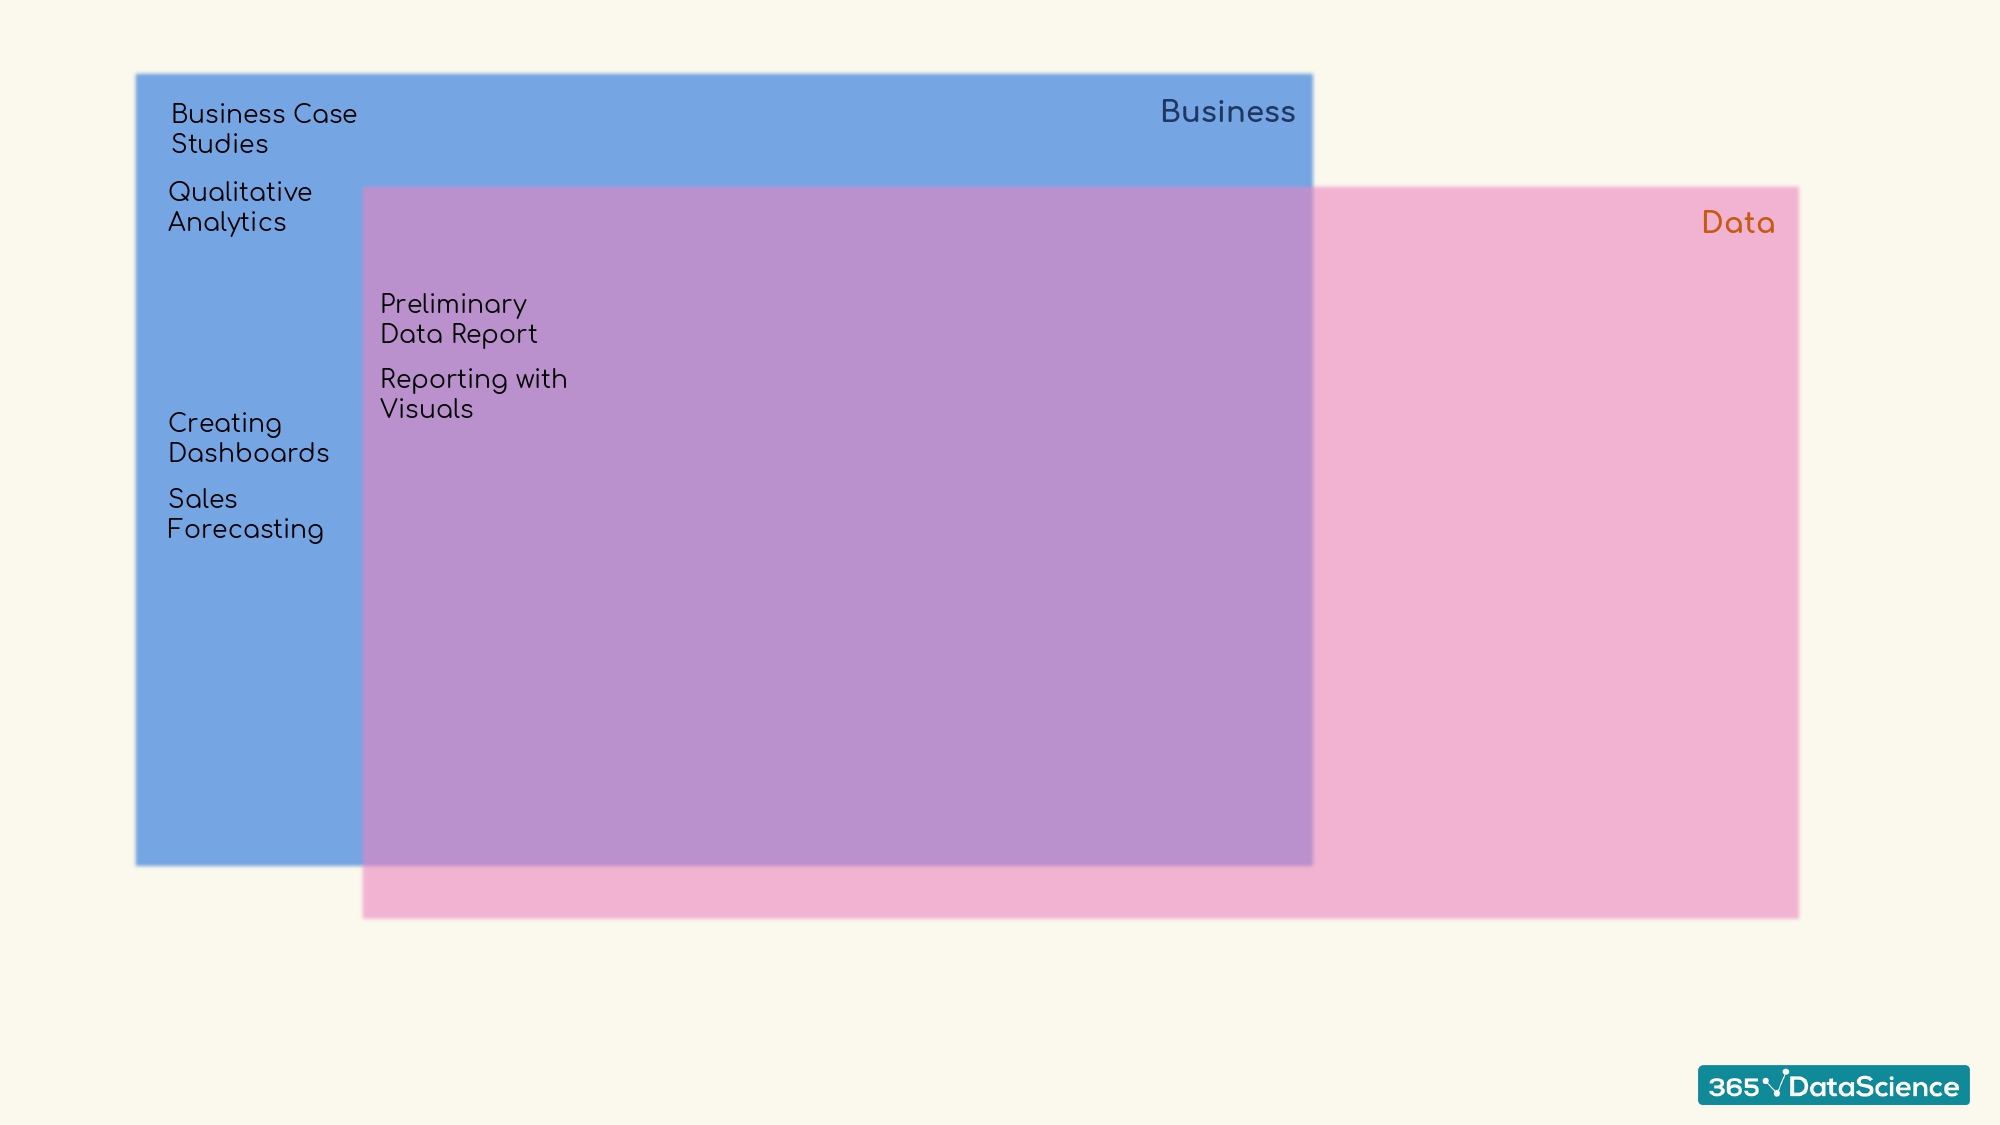 Business Case
Studies
Business
Qualitative
Analytics
Data
Preliminary
Data Report
Reporting with
Visuals
Creating
Dashboards
Sales
Forecasting
365 DataScience